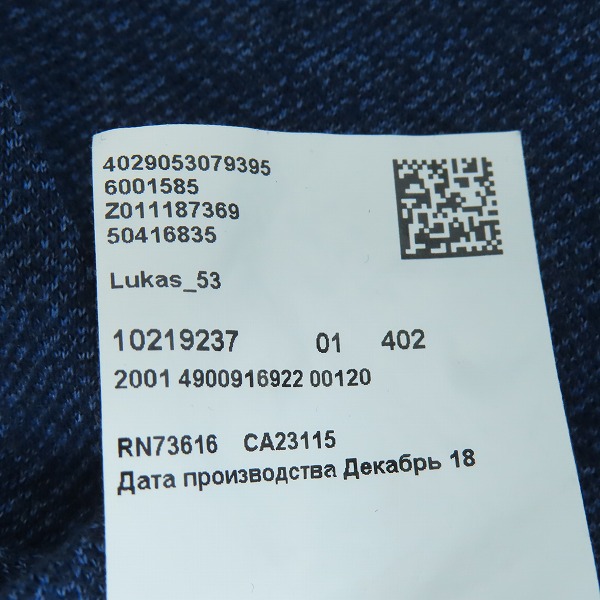 4029053079395
6001585
Z011187369
50416835
Lukas_53
10219237 01 402
2001 4900916922 00120
RN73616 CA23115
Дата производства Декабрь 18